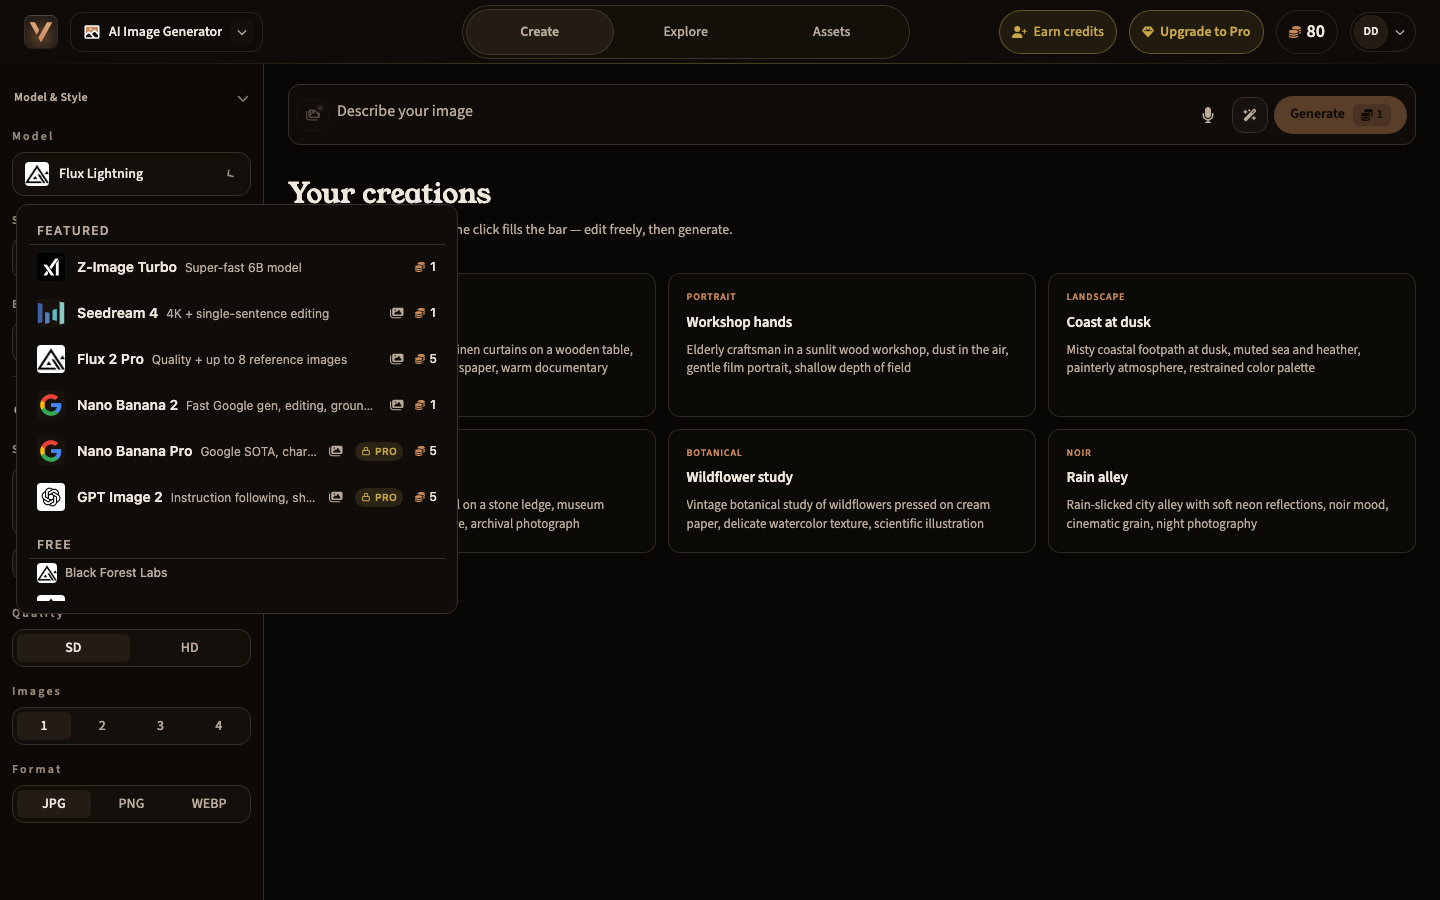 AI Image Generator
Create
Explore
Assets
Earn credits
Upgrade to Pro
80
DD
Model & Style
Model
Flux Lightning
Describe your image
Generate 1
Your creations
ne click fills the bar — edit freely, then generate.
FEATURED
Z-Image Turbo Super-fast 6B model 1
Seedream 4 4K + single-sentence editing 1
Flux 2 Pro Quality + up to 8 reference images 5
Nano Banana 2 Fast Google gen, editing, groun... 1
Nano Banana Pro Google SOTA, char... PRO 5
GPT Image 2 Instruction following, sh... PRO 5
FREE
Black Forest Labs
inen curtains on a wooden table,
spaper, warm documentary
PORTRAIT
Workshop hands
Elderly craftsman in a sunlit wood workshop, dust in the air,
gentle film portrait, shallow depth of field
LANDSCAPE
Coast at dusk
Misty coastal footpath at dusk, muted sea and heather,
painterly atmosphere, restrained color palette
l on a stone ledge, museum
e, archival photograph
BOTANICAL
Wildflower study
Vintage botanical study of wildflowers pressed on cream
paper, delicate watercolor texture, scientific illustration
NOIR
Rain alley
Rain-slicked city alley with soft neon reflections, noir mood,
cinematic grain, night photography
Quality
SD
HD
Images
1
2
3
4
Format
JPG
PNG
WEBP